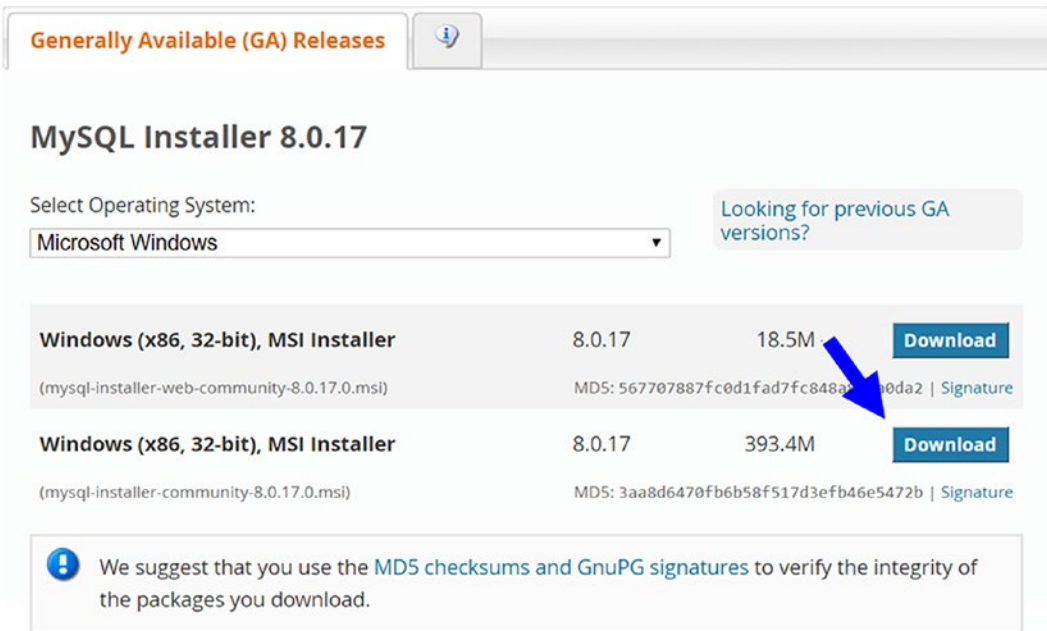 Generally Available (GA) Releases
MySQL Installer 8.0.17
Select Operating System:
Microsoft Windows
Looking for previous GA
versions?
Windows (x86, 32-bit), MSI Installer 8.0.17 18.5M Download
(mysql-installer-web-community-8.0.17.0.msi) MD5: | Signature
Windows (x86, 32-bit), MSI Installer 8.0.17 393.4M Download
(mysql-installer-community-8.0.17.0.msi) MD5: 3aa8d6470fb6b58f517d3efb46e5472b | Signature
We suggest that you use the MD5 checksums and GnuPG signatures to verify the integrity of
the packages you download.